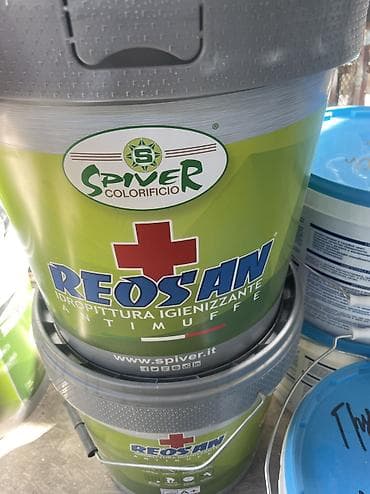 S
SPIVER
COLORIFICIO
®
REOSAN
IDROPITTURA IGIENIZZANTE
ANTIMUFFE
www.spiver.it
REOSAN